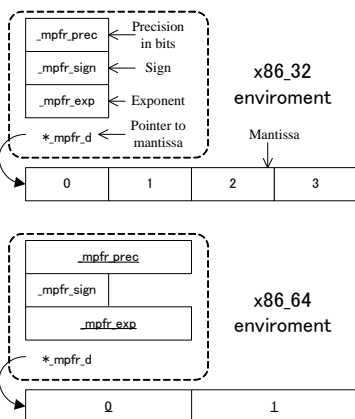 _mpfr_prec
Precision
in bits
_mpfr_sign
Sign
_mpfr_exp
Exponent
*_mpfr_d
Pointer to
mantissa
x86_32
enviroment
Mantissa
0 1 2 3
_mpfr_prec
_mpfr_sign
_mpfr_exp
*_mpfr_d
x86_64
enviroment
0 1